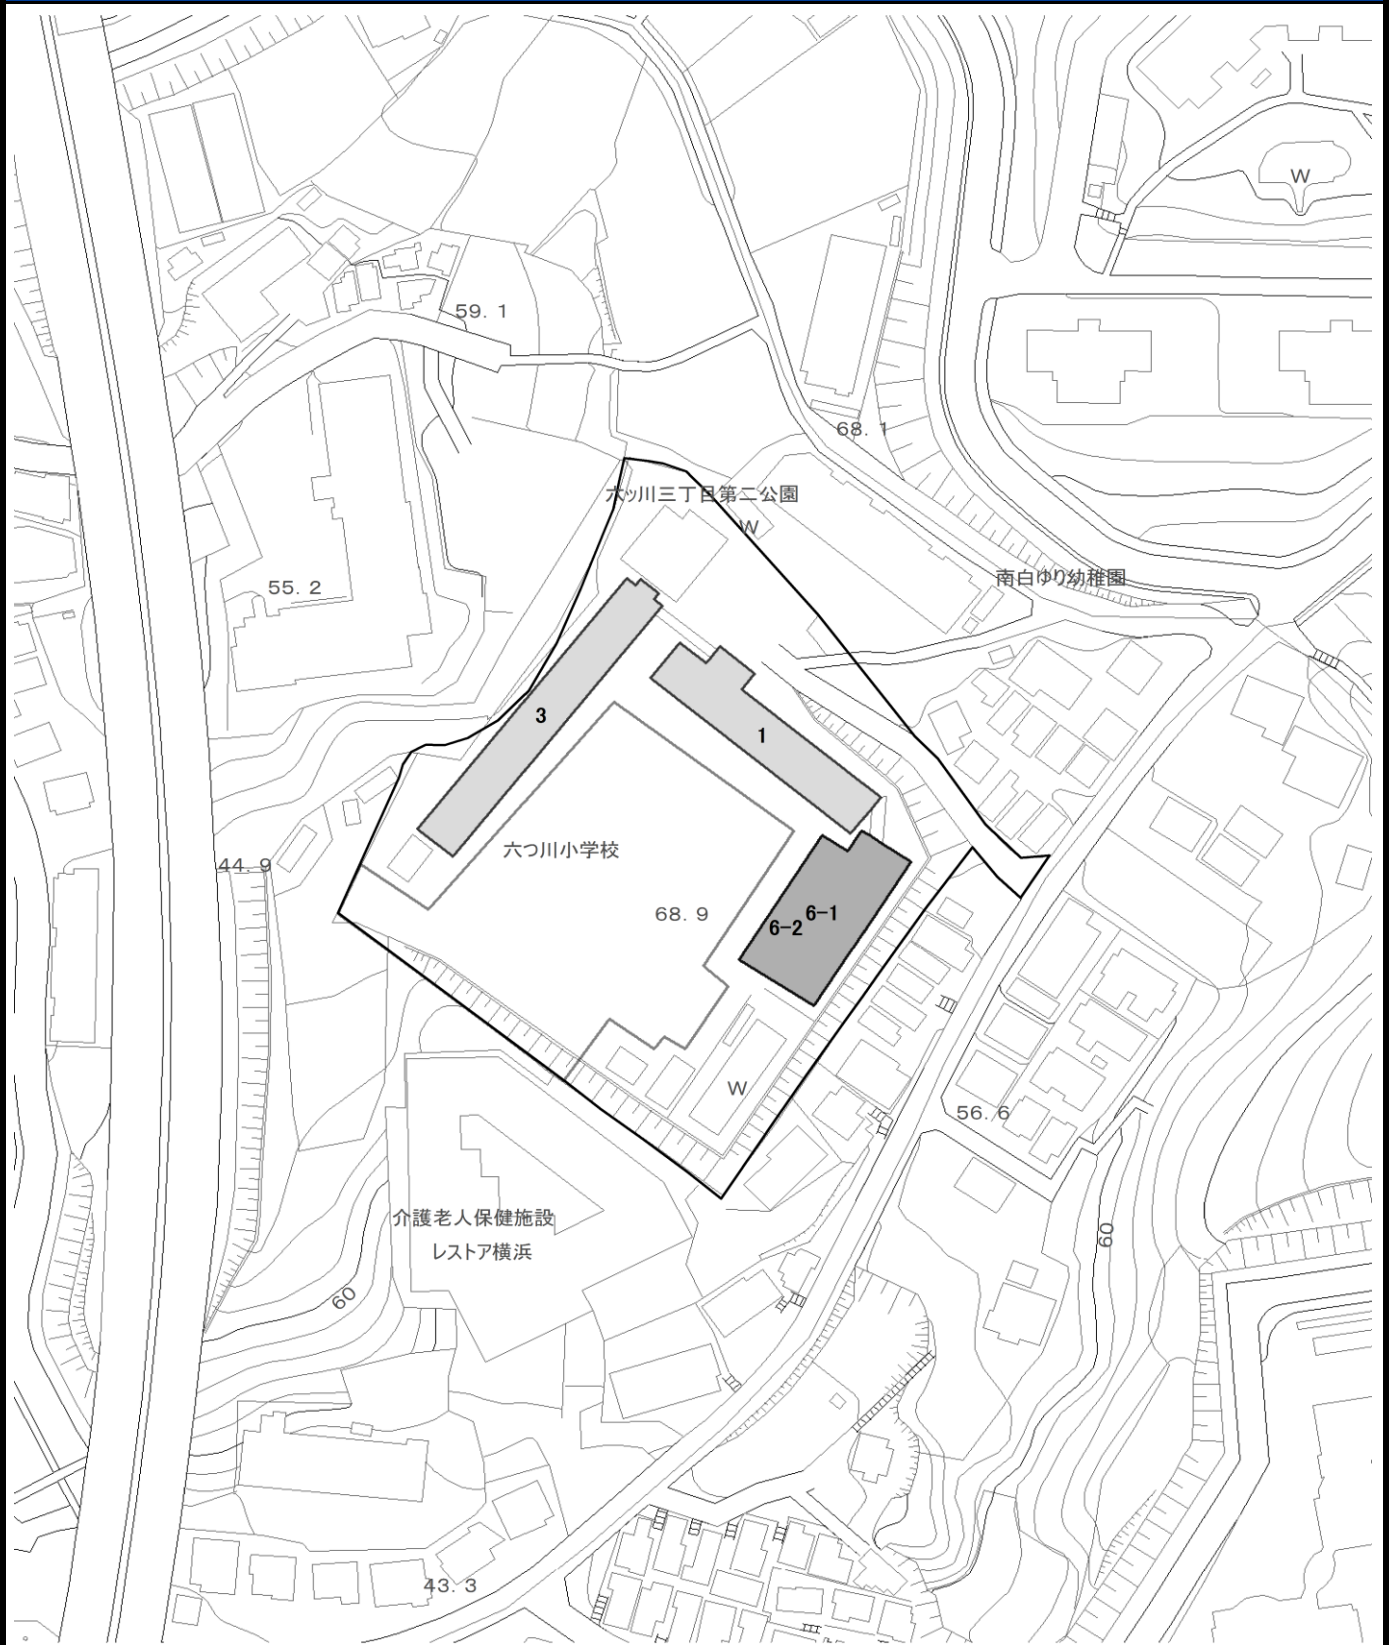 W
59. 1
68. 1
六ッ川三丁目第二公園
W
南白ゆり幼稚園
55. 2
3
1
六つ川小学校
44. 9
68. 9
6-1
6-2
W
56. 6
介護老人保健施設
レストア横浜
60
60
43. 3